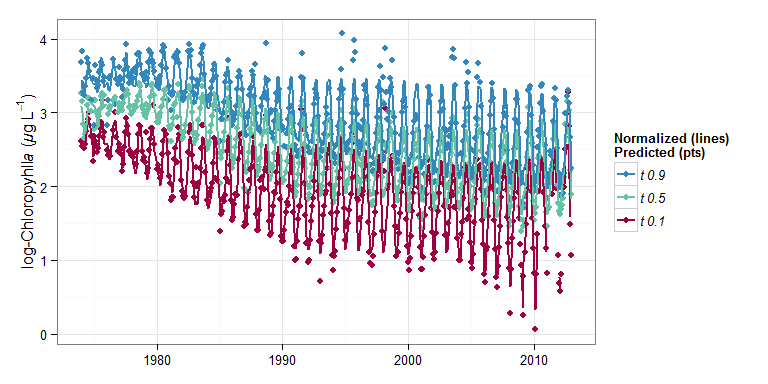 4
3
2
1
0
log-Chloropyhlla (μg L⁻¹)
1980
1990
2000
2010
Normalized (lines)
Predicted (pts)
t 0.9
t 0.5
t 0.1